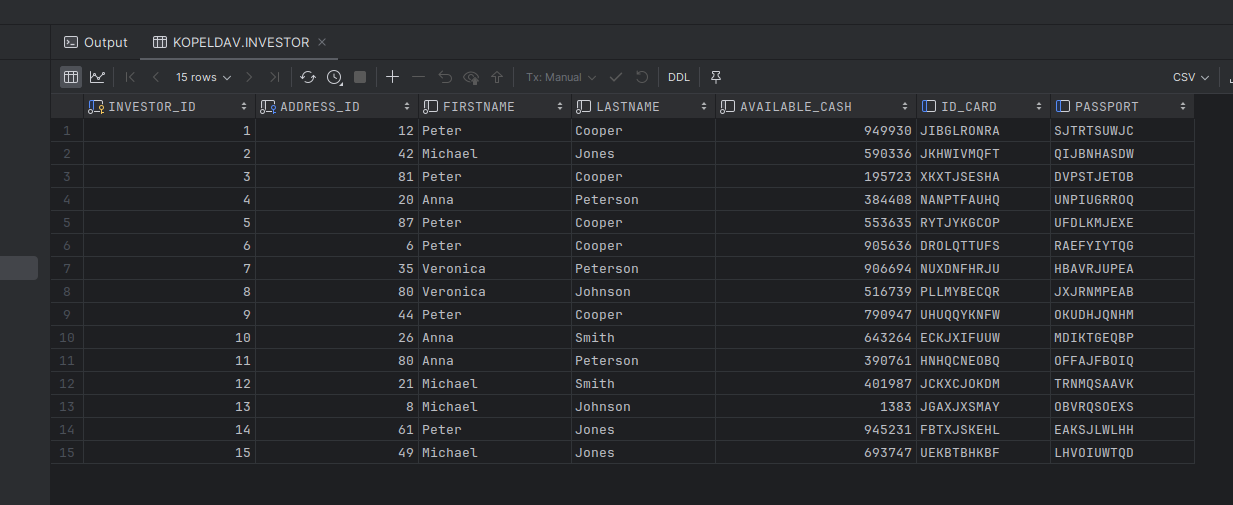 Output KOPELDAV.INVESTOR
15 rows Tx: Manual DDL CSV
INVESTOR_ID ADDRESS_ID FIRSTNAME LASTNAME AVAILABLE_CASH ID_CARD PASSPORT
1 1 12 Peter Cooper 949930 JIBGLRONRA SJTRTSUWJC
2 2 42 Michael Jones 590336 JKHWIVMQFT QIJBNHASDW
3 3 81 Peter Cooper 195723 XKXTJSESHA DVPSTJETOB
4 4 20 Anna Peterson 384408 NANPTFAUHQ UNPIUGRROQ
5 5 87 Peter Cooper 553635 RYTJYKGCOP UFDLKMJEXE
6 6 6 Peter Cooper 905636 DROLQTTUFS RAEFYIYTQG
7 7 35 Veronica Peterson 906694 NUXDNFHRJU HBAVRJUPEA
8 8 80 Veronica Johnson 516739 PLLMYBECQR JXJRNMPEAB
9 9 44 Peter Cooper 790947 UHUQQYKNFW OKUDHJQNHM
10 10 26 Anna Smith 643264 ECKJXIFUUW MDIKTGEQBP
11 11 80 Anna Peterson 390761 HNHQCNEOBQ OFFAJFBOIQ
12 12 21 Michael Smith 401987 JCKXCJOKDM TRNMQSAAVK
13 13 8 Michael Johnson 1383 JGAXJXSMAY OBVRQSOEXS
14 14 61 Peter Jones 945231 FBTXJSKEHL EAKSJLWLHH
15 15 49 Michael Jones 693747 UEKBTBHKBF LHVOIUWTQD